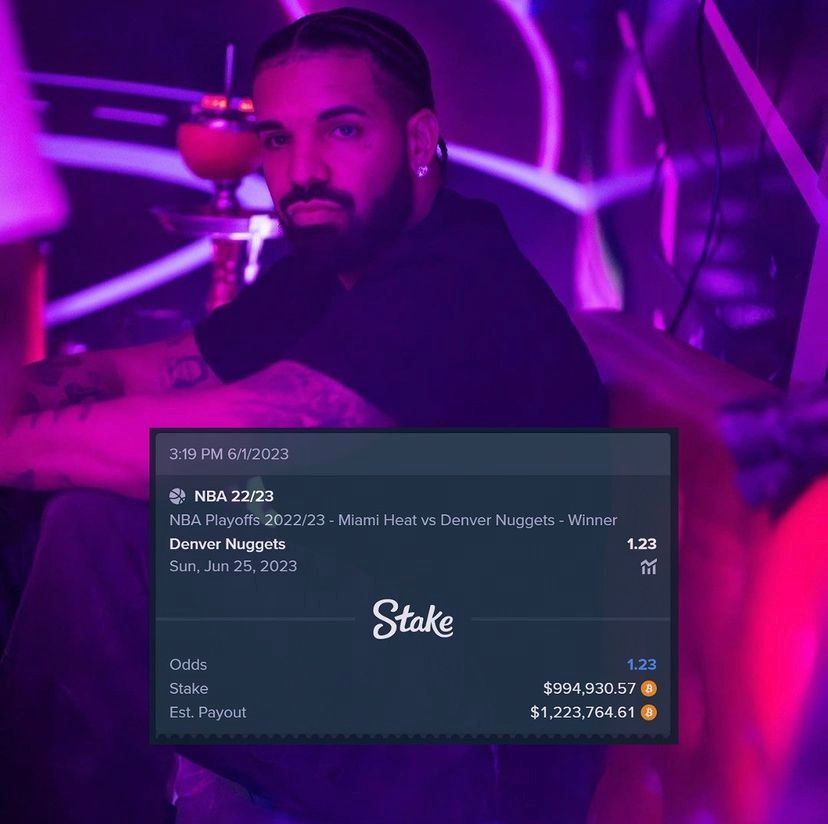 3:19 PM 6/1/2023
NBA 22/23
NBA Playoffs 2022/23 - Miami Heat vs Denver Nuggets - Winner
Denver Nuggets 1.23
Sun, Jun 25, 2023
Stake
Odds 1.23
Stake $994,930.57
Est. Payout $1,223,764.61